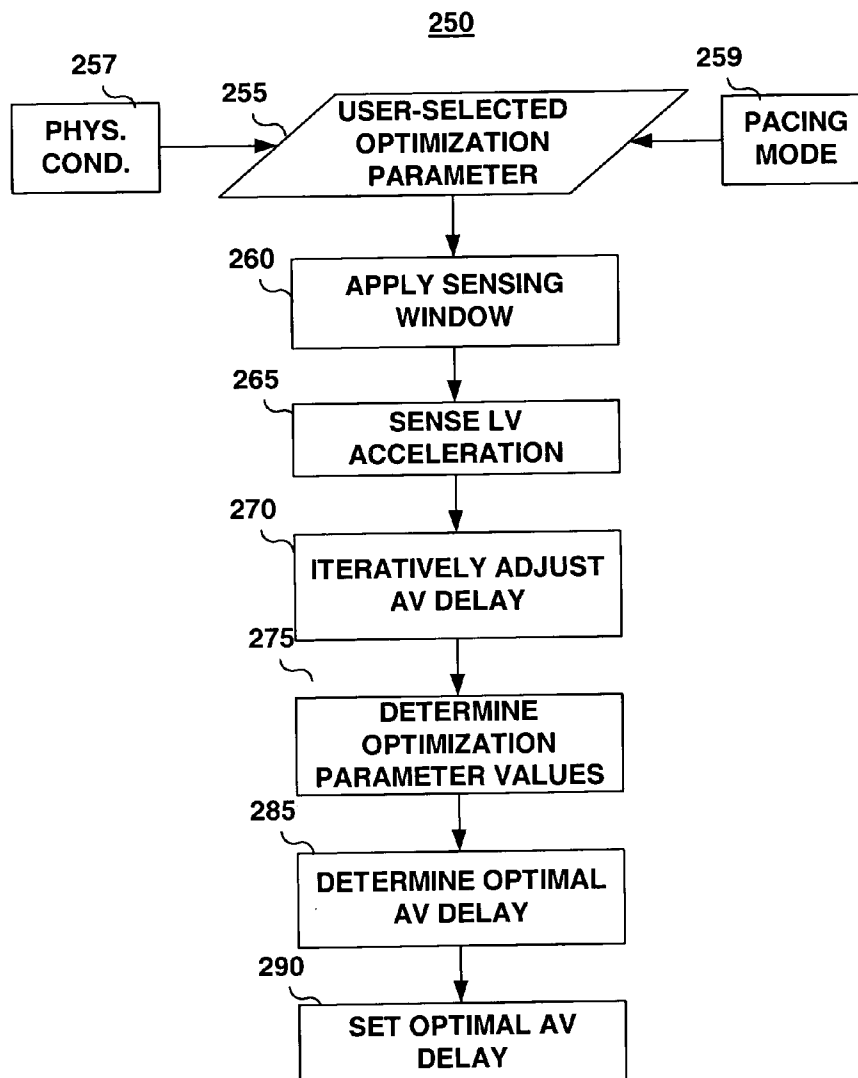 250
257
255
259
PHYS.
COND.
USER-SELECTED
OPTIMIZATION
PARAMETER
PACING
MODE
260
APPLY SENSING
WINDOW
265
SENSE LV
ACCELERATION
270
ITERATIVELY ADJUST
AV DELAY
275
DETERMINE
OPTIMIZATION
PARAMETER VALUES
285
DETERMINE OPTIMAL
AV DELAY
290
SET OPTIMAL AV
DELAY